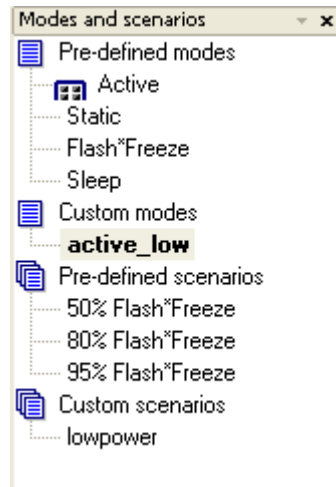 Modes and scenarios
Pre-defined modes
Active
Static
Flash*Freeze
Sleep
Custom modes
active_low
Pre-defined scenarios
50% Flash*Freeze
80% Flash*Freeze
95% Flash*Freeze
Custom scenarios
lowpower